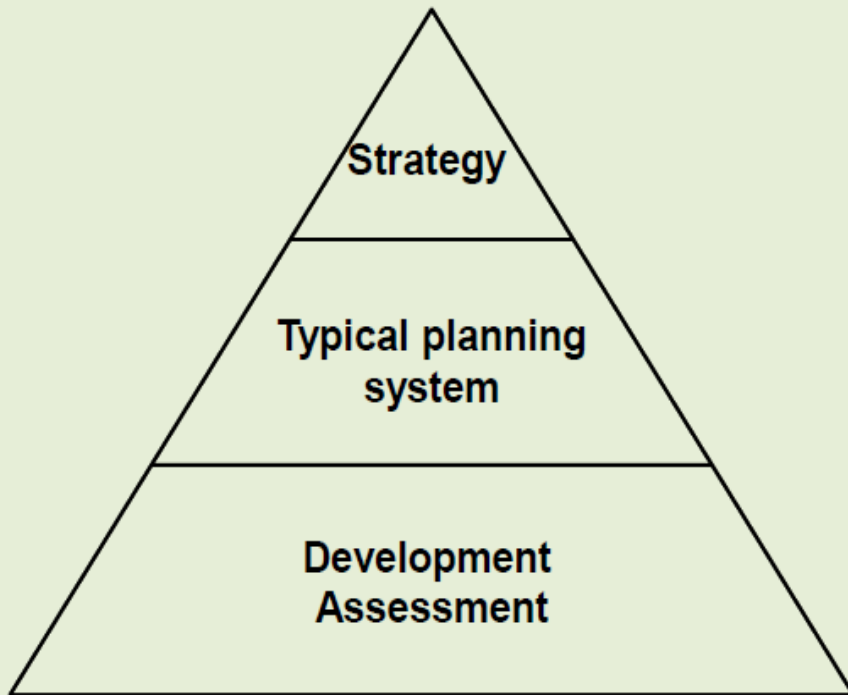 Strategy
Typical planning
system
Development
Assessment